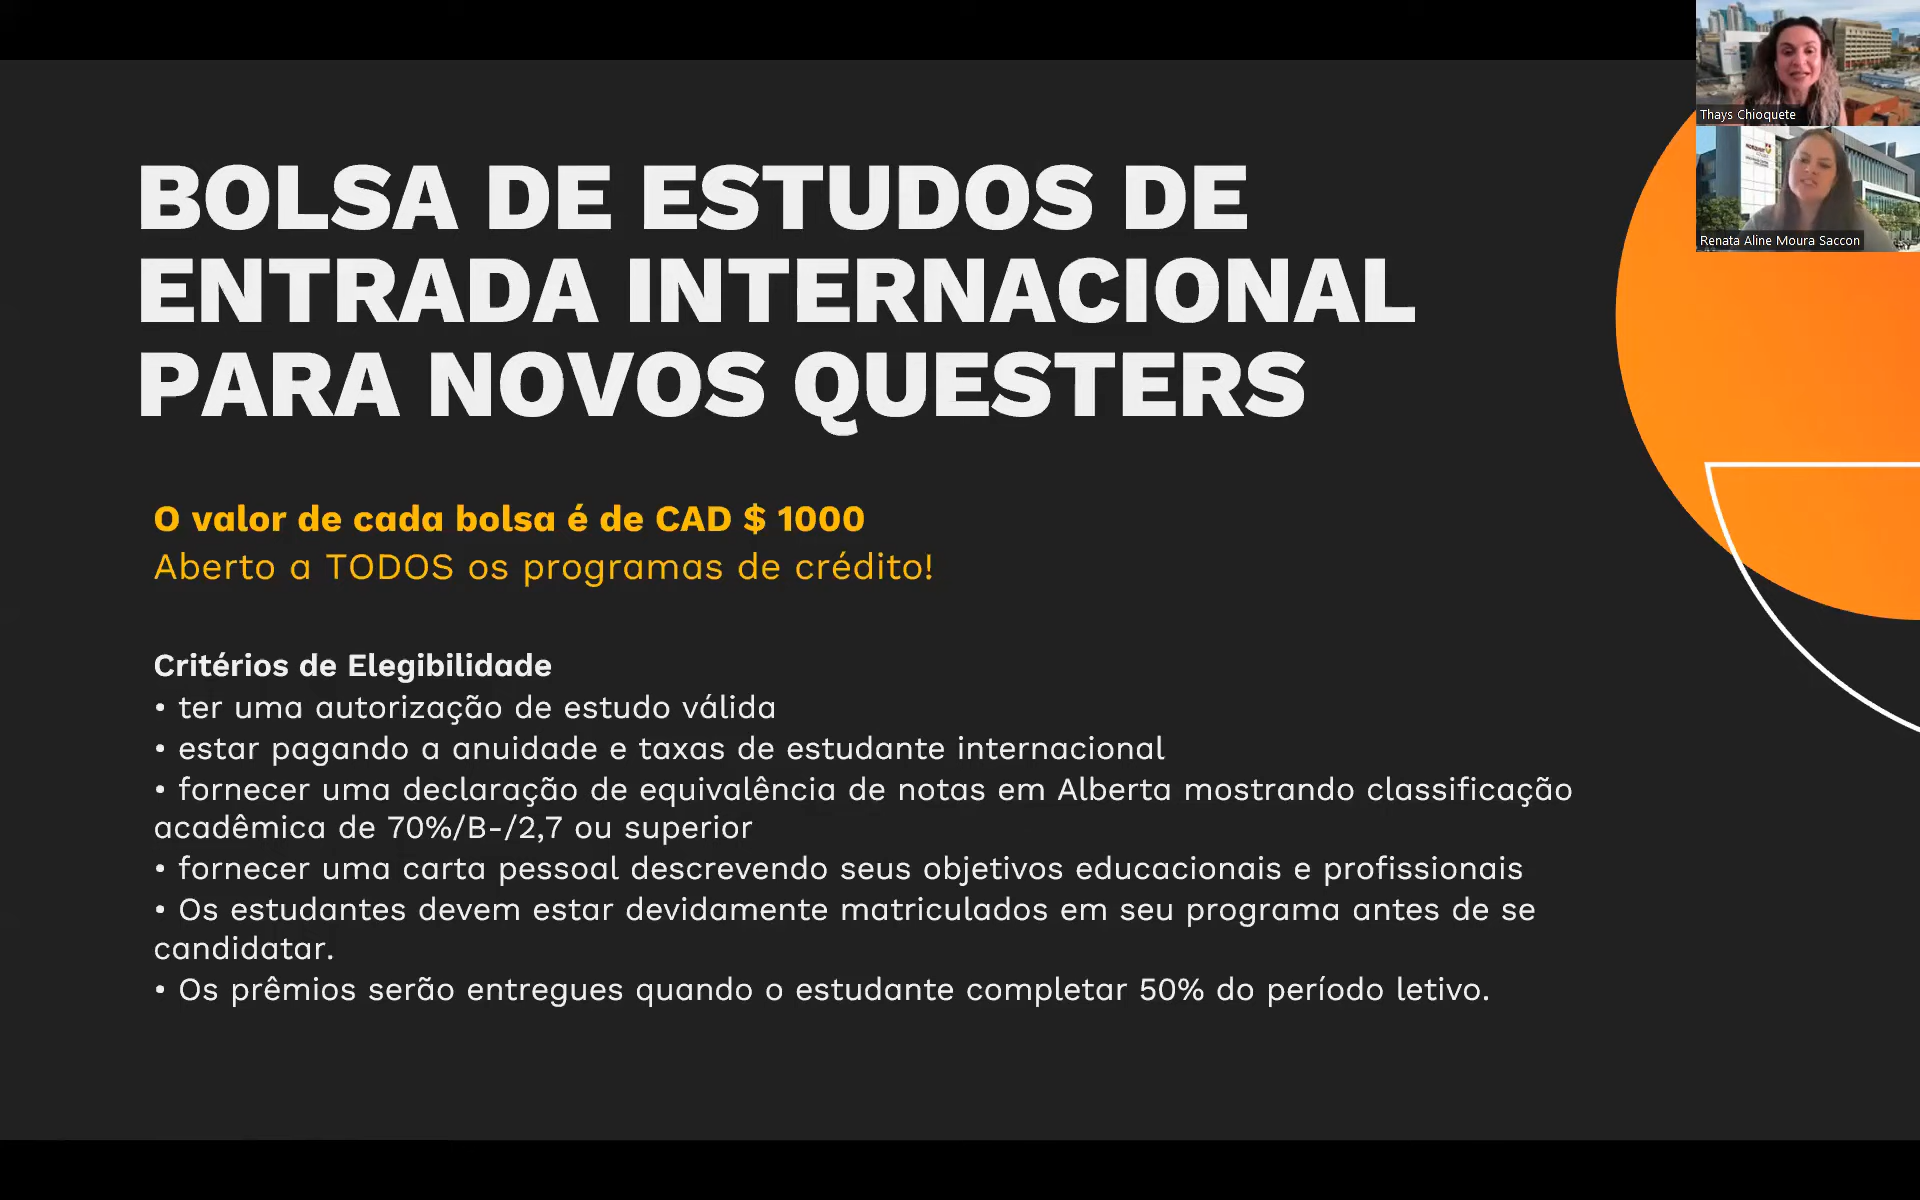 BOLSA DE ESTUDOS DE
ENTRADA INTERNACIONAL
PARA NOVOS QUESTERS
O valor de cada bolsa é de CAD $ 1000
Aberto a TODOS os programas de crédito!
Critérios de Elegibilidade
• ter uma autorização de estudo válida
• estar pagando a anuidade e taxas de estudante internacional
• fornecer uma declaração de equivalência de notas em Alberta mostrando classificação
acadêmica de 70%/B-/2,7 ou superior
• fornecer uma carta pessoal descrevendo seus objetivos educacionais e profissionais
• Os estudantes devem estar devidamente matriculados em seu programa antes de se
candidatar.
• Os prêmios serão entregues quando o estudante completar 50% do período letivo.
Thays Chioquete
Renata Aline Moura Saccon